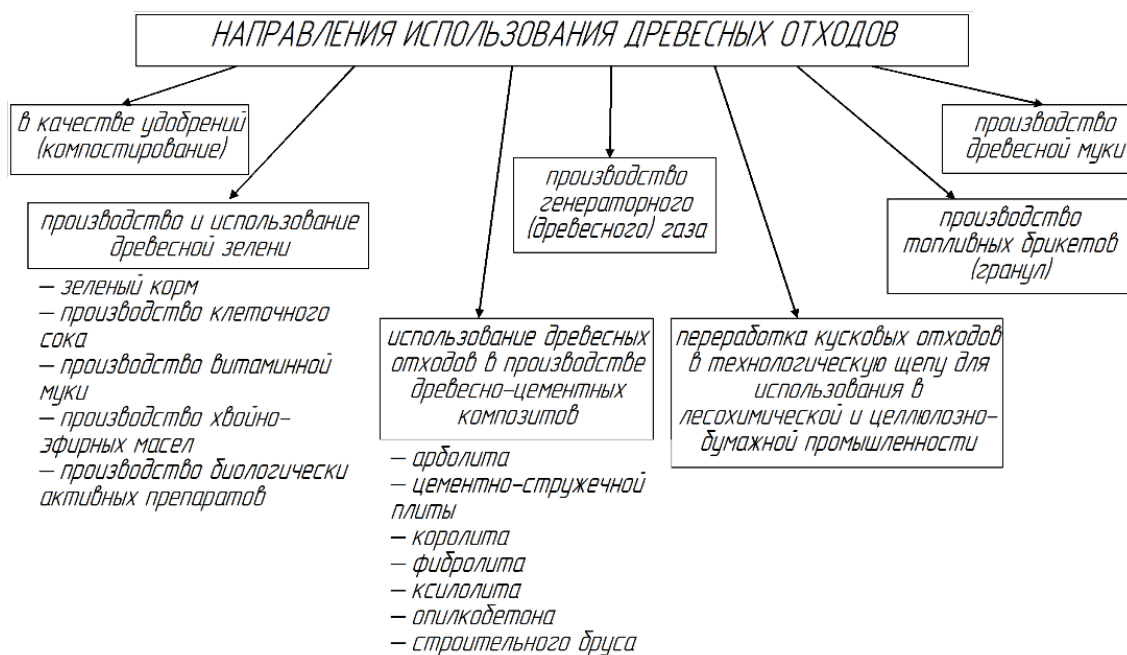 НАПРАВЛЕНИЯ ИСПОЛЬЗОВАНИЯ ДРЕВЕСНЫХ ОТХОДОВ
в качестве удобрений
(компостирование)
производство и использование
древесной зелени
– зеленый корм
– производство клеточного
сока
– производство витаминной
муки
– производство хвойно-
эфирных масел
– производство биологически
активных препаратов
использование древесных
отходов в производстве
древесно-цементных
композитов
– арболита
– цементно-стружечной
плиты
– королита
– фибролита
– ксилолита
– опилкобетона
– строительного бруса
производство
генераторного
(древесного) газа
переработка кусковых отходов
в технологическую щепу для
использования в
лесохимической и целлюлозно-
бумажной промышленности
производство
топливных брикетов
(гранул)
производство
древесной муки